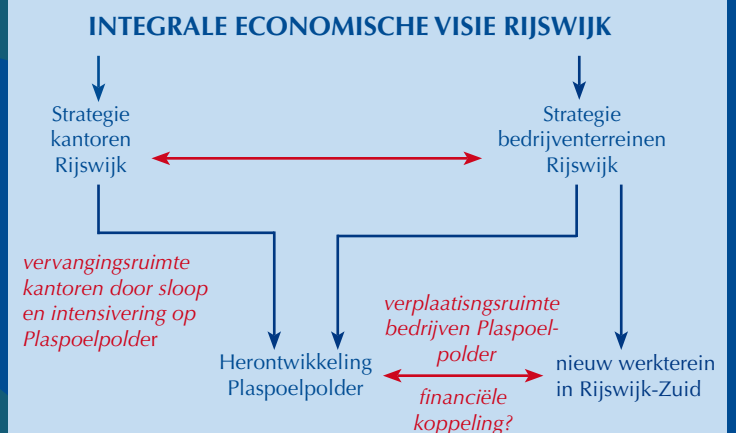 INTEGRALE ECONOMISCHE VISIE RIJSWIJK
Strategie
kantoren
Rijswijk
Strategie
bedrijventerreinen
Rijswijk
vervangingsruimte
kantoren door sloop
en intensivering op
Plaspoelpolder
verplaatisngsruimte
bedrijven Plaspoel-
polder
Herontwikkeling
Plaspoelpolder
financiële
koppeling?
nieuw werkterein
in Rijswijk-Zuid